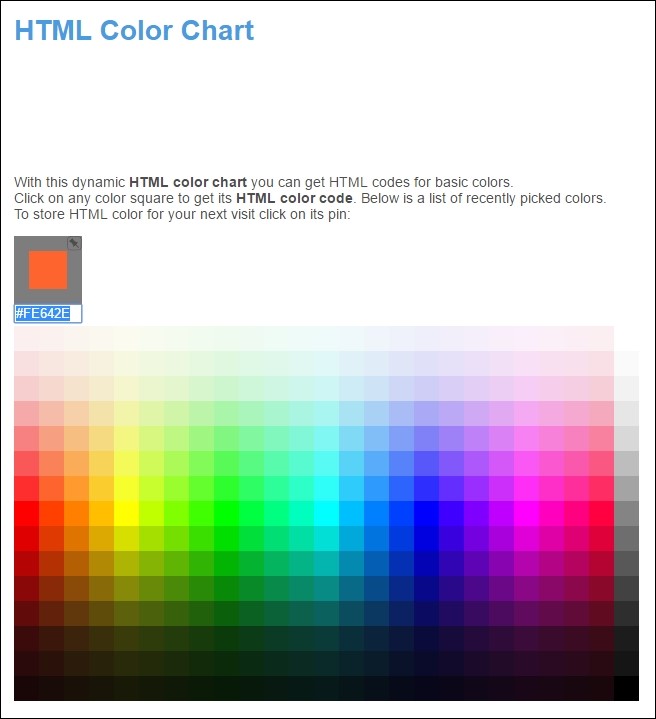 HTML Color Chart
With this dynamic HTML color chart you can get HTML codes for basic colors.
Click on any color square to get its HTML color code. Below is a list of recently picked colors.
To store HTML color for your next visit click on its pin:
#FE642E